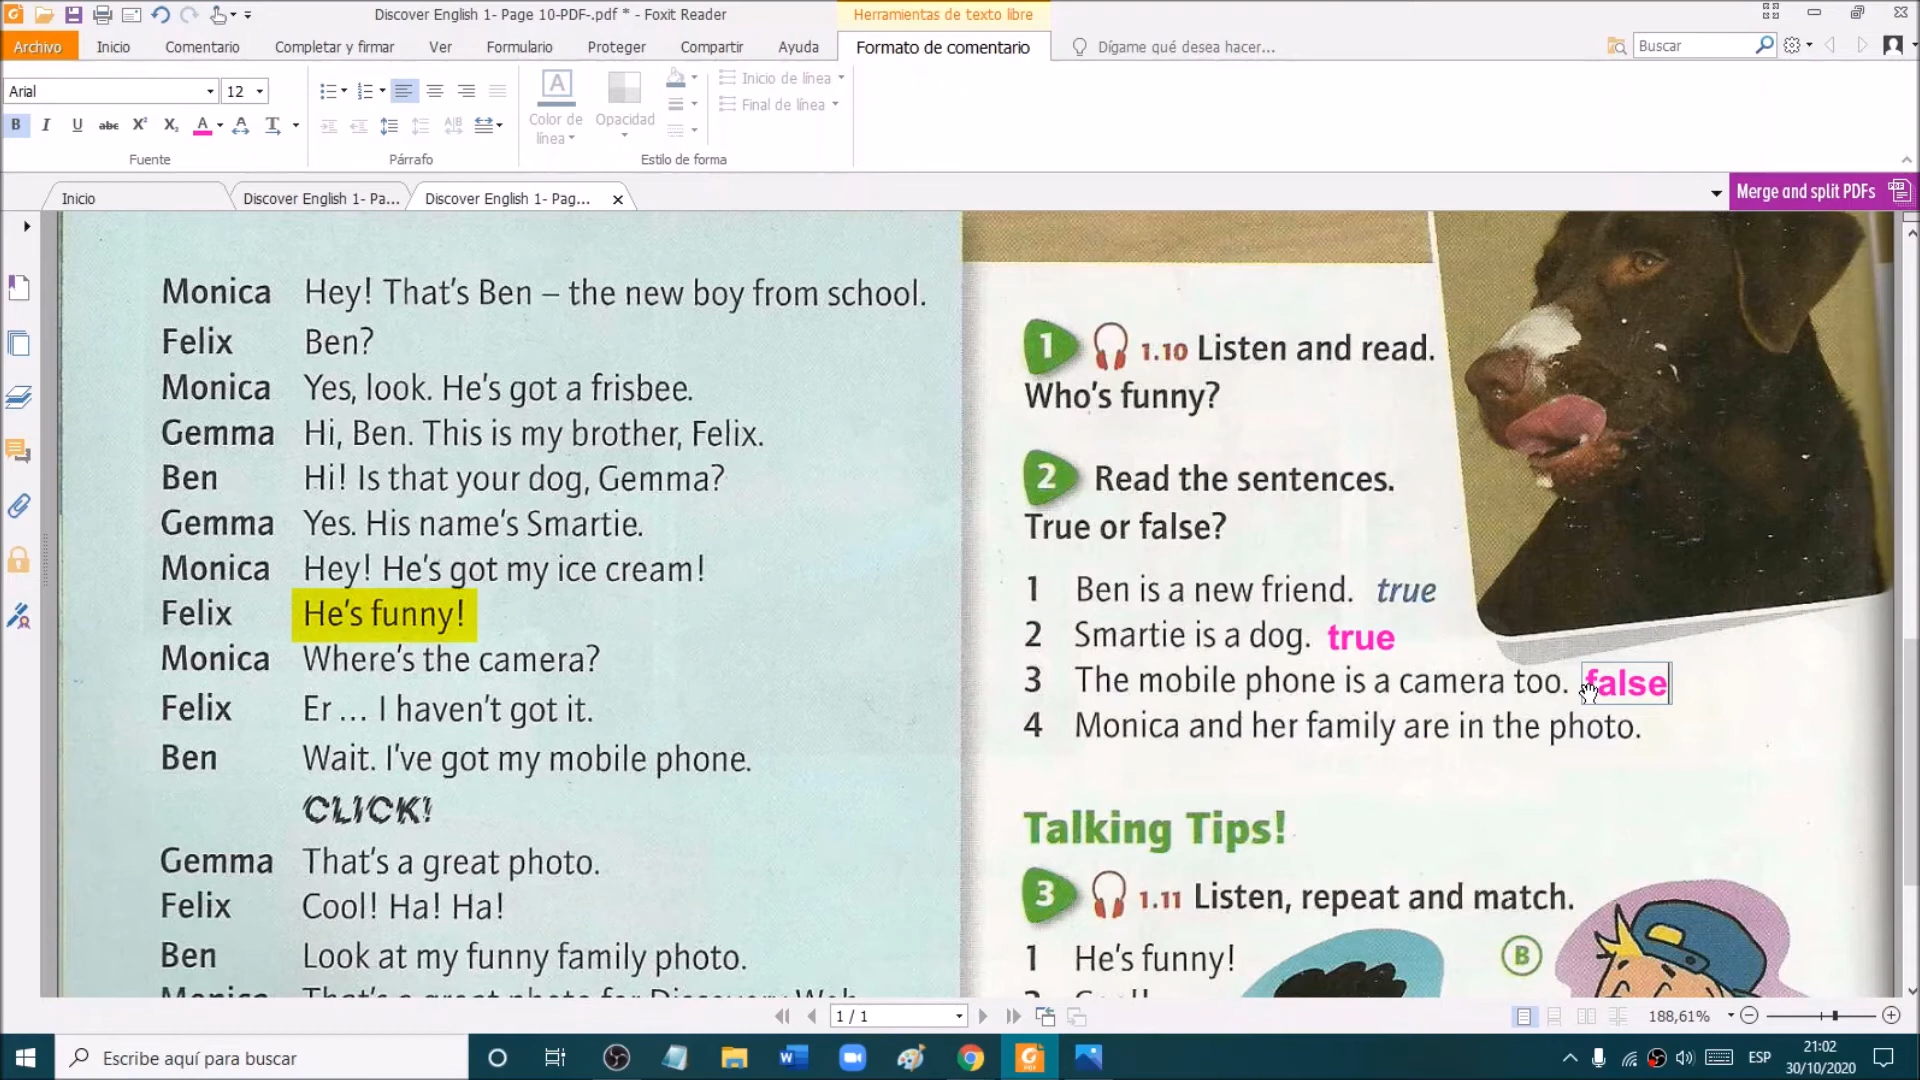 Discover English 1- Page 10-PDF-.pdf * - Foxit Reader
Herramientas de texto libre
Archivo Inicio Comentario Completar y firmar Ver Formulario Proteger Compartir Ayuda Formato de comentario Dígame qué desea hacer... Buscar
Arial 12
Color de línea
Opacidad
Inicio de línea
Final de línea
Fuente Párrafo Estilo de forma
Inicio Discover English 1- Pa... Discover English 1- Pag... Merge and split PDFs
Monica Hey! That's Ben – the new boy from school.
Felix Ben?
Monica Yes, look. He's got a frisbee.
Gemma Hi, Ben. This is my brother, Felix.
Ben Hi! Is that your dog, Gemma?
Gemma Yes. His name's Smartie.
Monica Hey! He's got my ice cream!
Felix He's funny!
Monica Where's the camera?
Felix Er ... I haven't got it.
Ben Wait. I've got my mobile phone.
CLICK!
Gemma That's a great photo.
Felix Cool! Ha! Ha!
Ben Look at my funny family photo.
Monica That's a great photo for Discovery Web
1 1.10 Listen and read.
Who's funny?
2 Read the sentences.
True or false?
1 Ben is a new friend. true
2 Smartie is a dog. true
3 The mobile phone is a camera too. false
4 Monica and her family are in the photo.
Talking Tips!
3 1.11 Listen, repeat and match.
1 He's funny!
B
2 Cool!
1 / 1
188,61%
Escribe aquí para buscar
ESP
21:02
30/10/2020